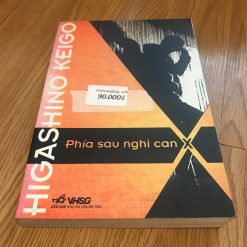 HIGASHINO KEIGO
90.000đ
Phía sau nghi can X
VHSG